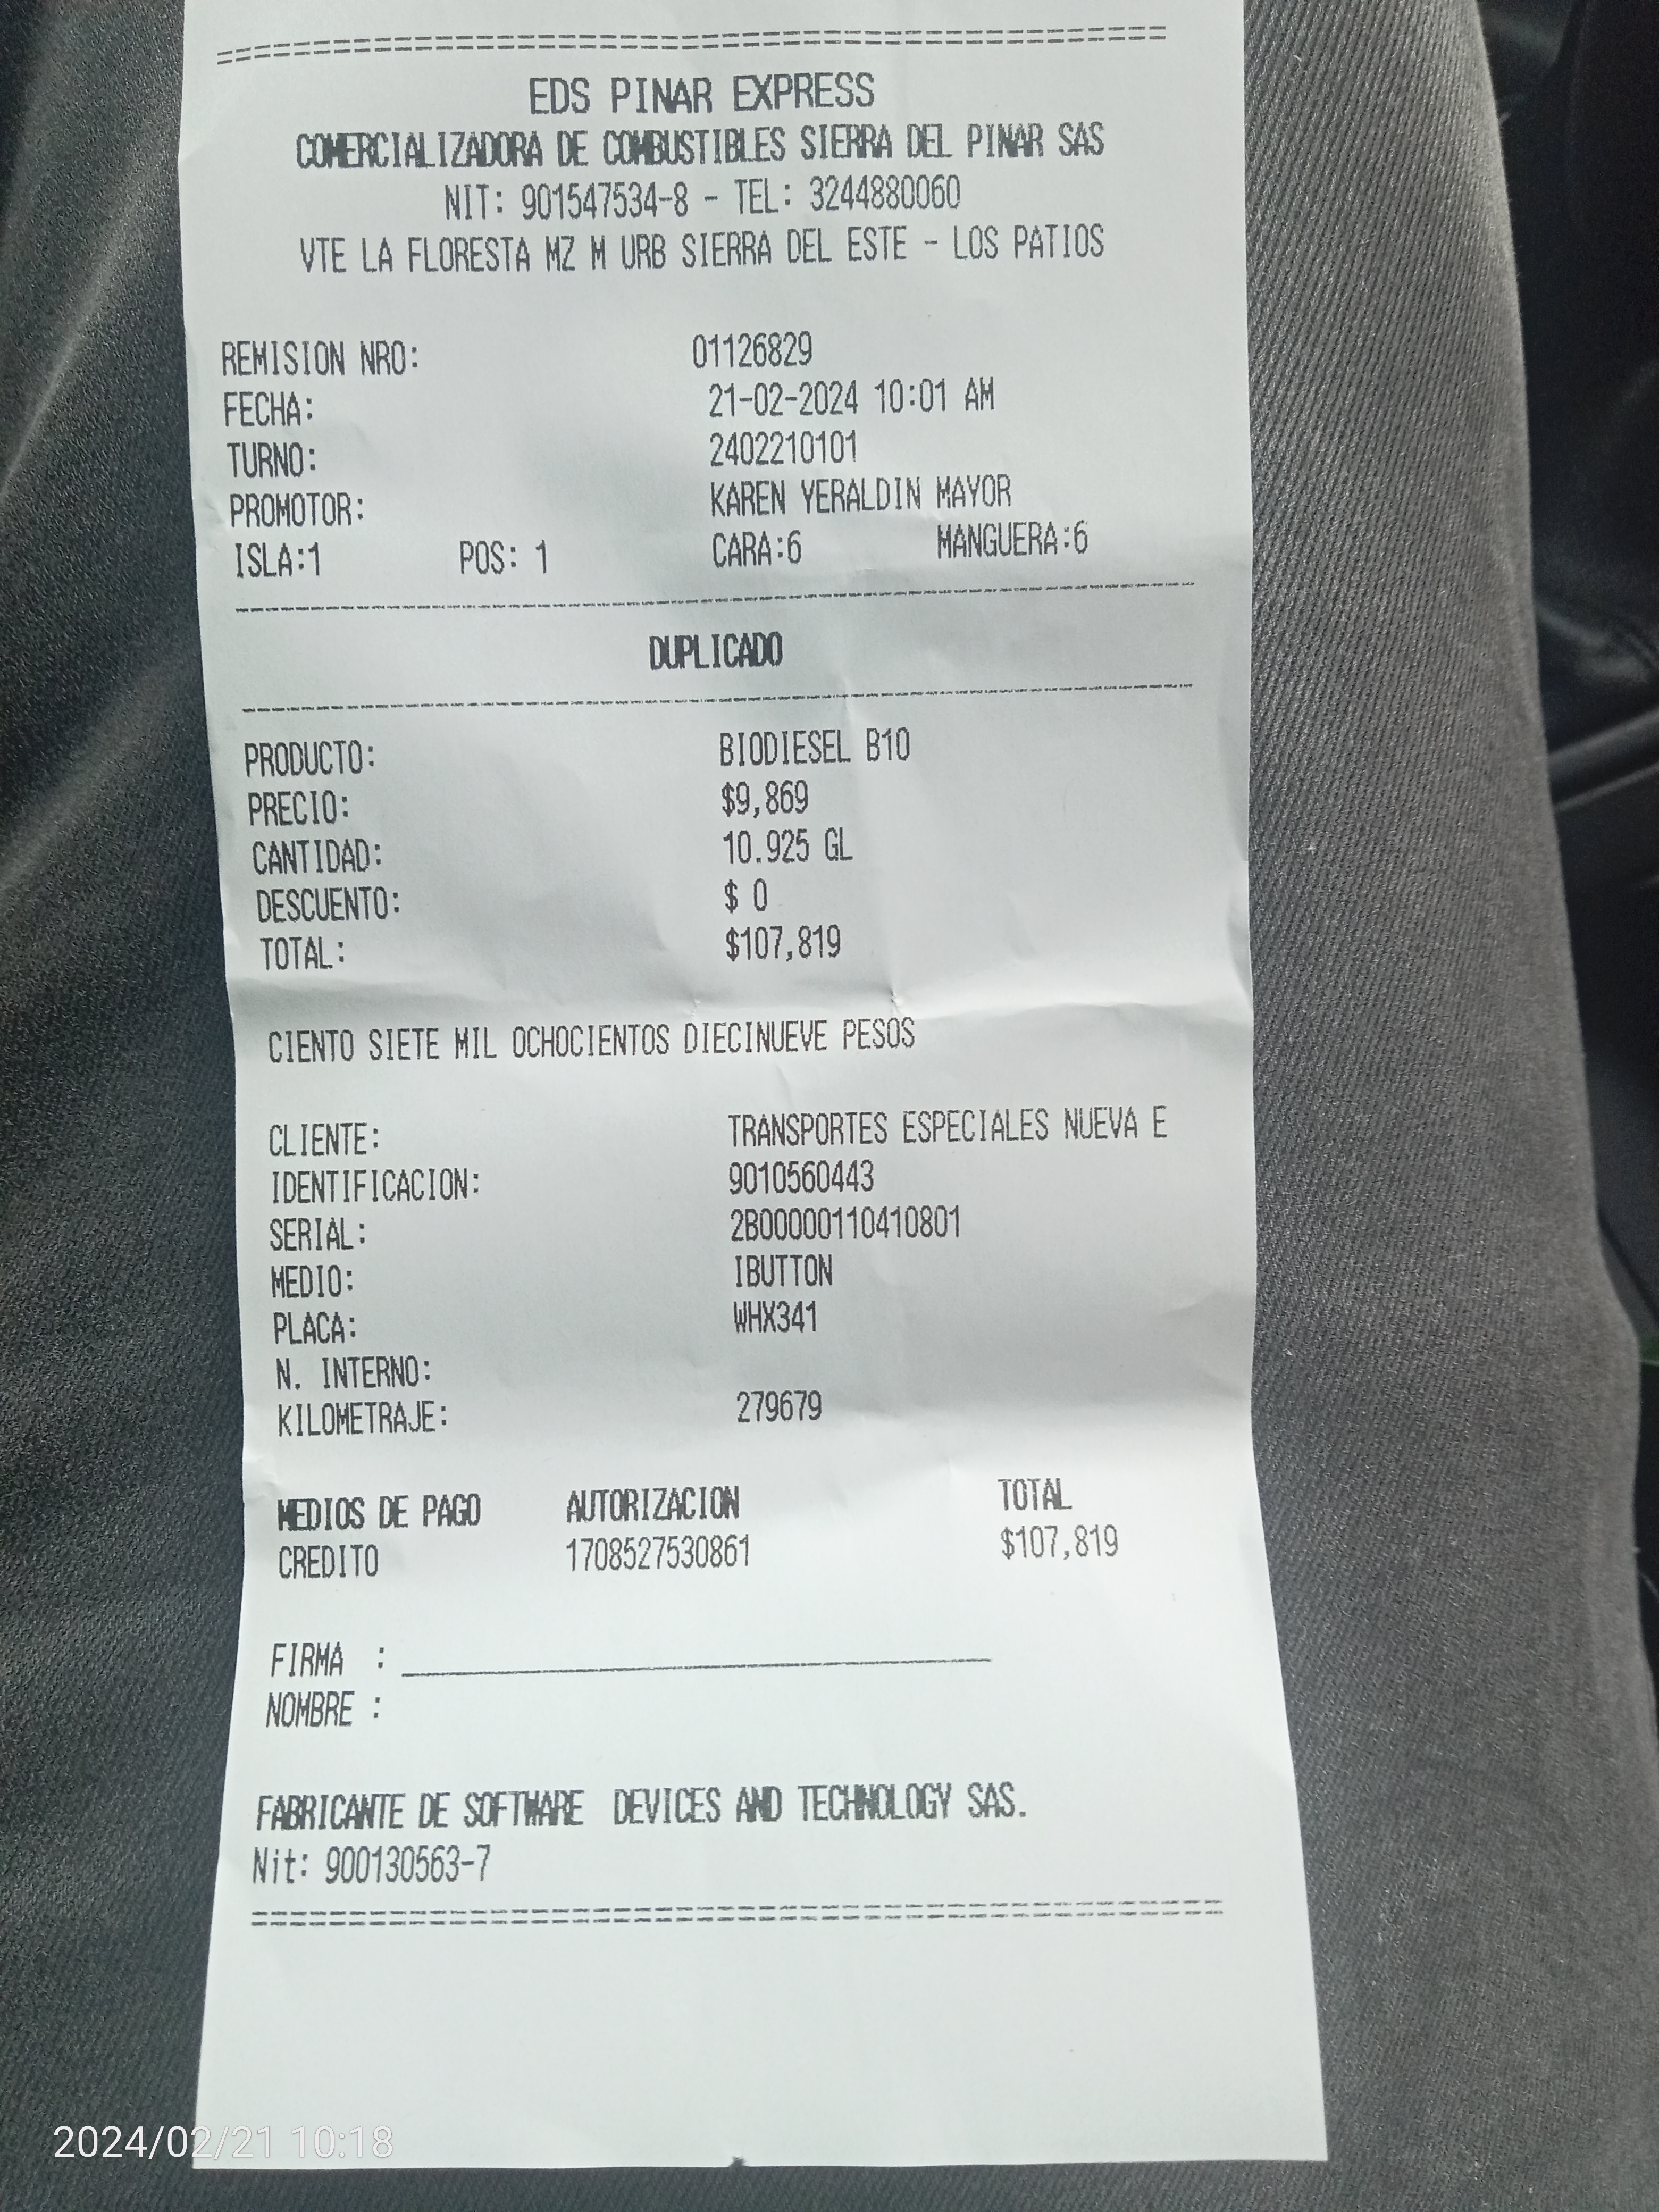 EDS PINAR EXPRESS
COMERCIALIZADORA DE COMBUSTIBLES SIERRA DEL PINAR SAS
NIT: 901547534-8 - TEL: 3244880060
VTE LA FLORESTA MZ M URB SIERRA DEL ESTE - LOS PATIOS
REMISION NRO: 01126829
FECHA: 21-02-2024 10:01 AM
TURNO: 2402210101
PROMOTOR: KAREN YERALDIN MAYOR
ISLA:1 POS: 1 CARA:6 MANGUERA:6
DUPLICADO
PRODUCTO: BIODIESEL B10
PRECIO: $9,869
CANTIDAD: 10.925 GL
DESCUENTO: $ 0
TOTAL: $107,819
CIENTO SIETE MIL OCHOCIENTOS DIECINUEVE PESOS
CLIENTE: TRANSPORTES ESPECIALES NUEVA E
IDENTIFICACION: 9010560443
SERIAL: 2B00000110410801
MEDIO: IBUTTON
PLACA: WHX341
N. INTERNO:
KILOMETRAJE: 279679
MEDIOS DE PAGO AUTORIZACION TOTAL
CREDITO 1708527530861 $107,819
FIRMA :
NOMBRE :
FABRICANTE DE SOFTWARE DEVICES AND TECHNOLOGY SAS.
Nit: 900130563-7
2024/02/21 10:18